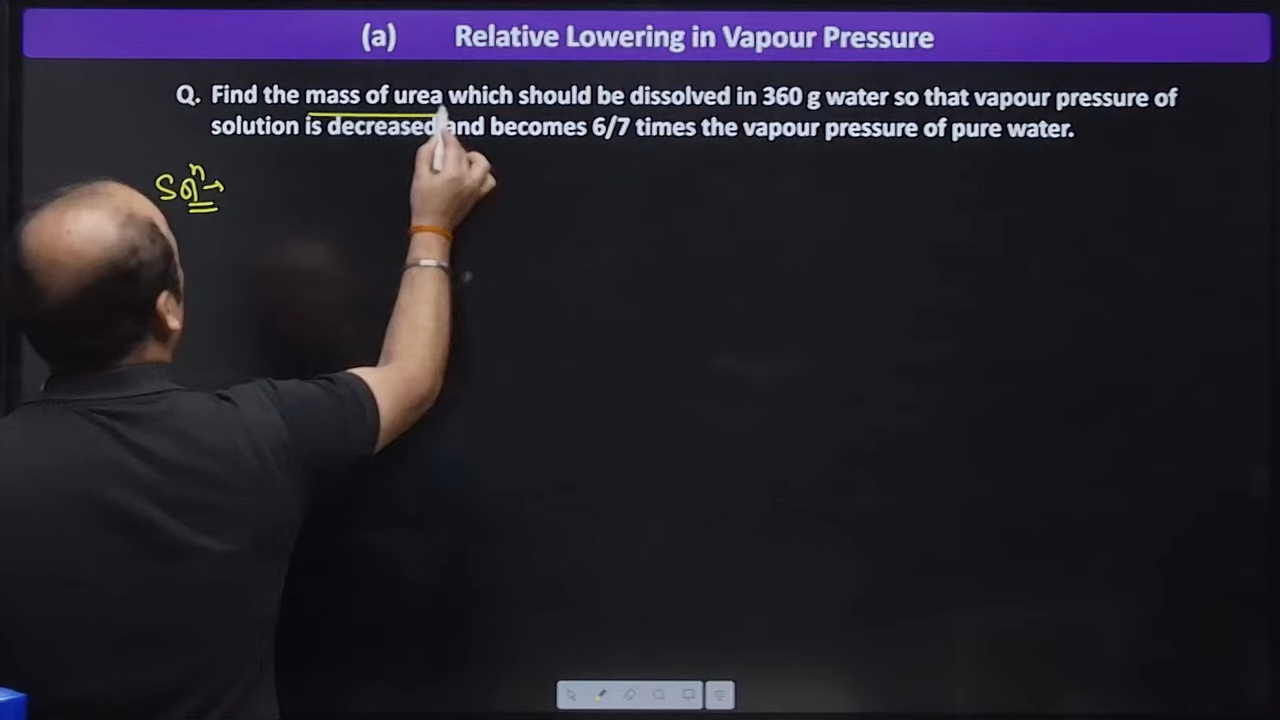 (a) Relative Lowering in Vapour Pressure
Q. Find the mass of urea which should be dissolved in 360 g water so that vapour pressure of
solution is decreased and becomes 6/7 times the vapour pressure of pure water.
Solⁿ→